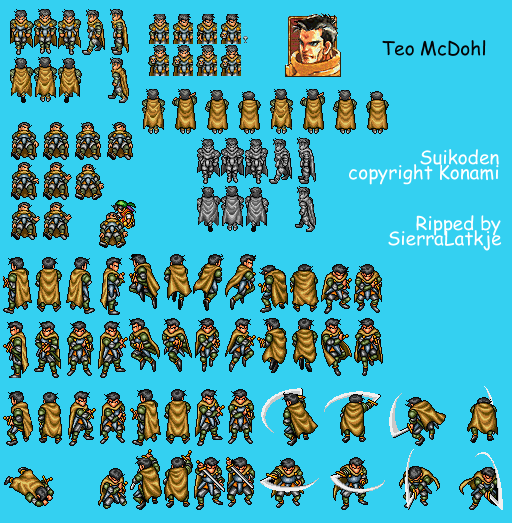 Teo McDohl
Suikoden
copyright Konami
Ripped by
SierraLatkje